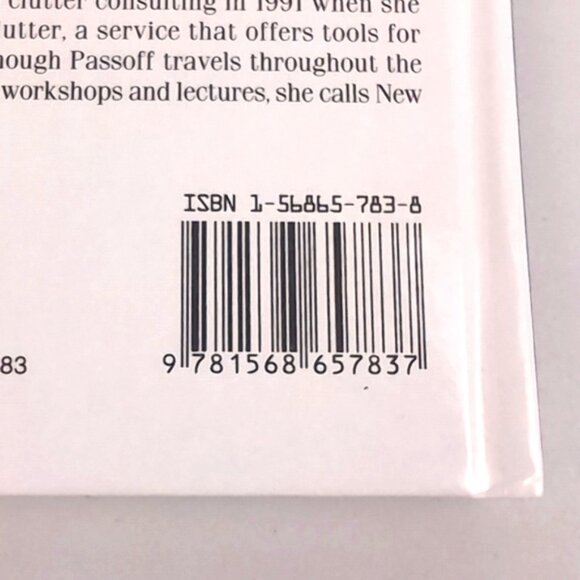 clutter consulting in 1991 when she
utter, a service that offers tools for
ough Passoff travels throughout the
workshops and lectures, she calls New
ISBN 1-56865-783-8
9 781568 657837
83